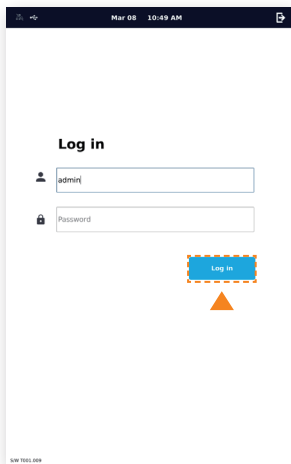 Mar 08 10:49 AM
Log in
admin
Password
Log in
S/W T001.009